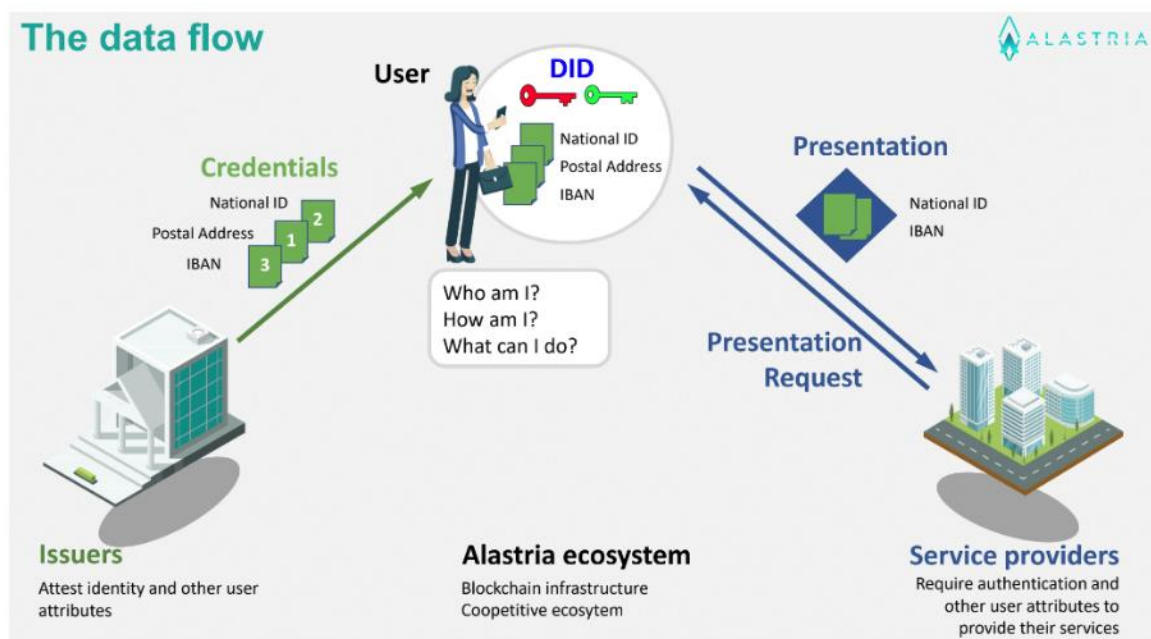 The data flow
ALASTRIA
User
DID
National ID
Postal Address
IBAN
Credentials
National ID
Postal Address
IBAN
2
1
3
Who am I?
How am I?
What can I do?
Presentation
National ID
IBAN
Presentation
Request
Issuers
Attest identity and other user
attributes
Alastria ecosystem
Blockchain infrastructure
Coopetitive ecosytem
Service providers
Require authentication and
other user attributes to
provide their services